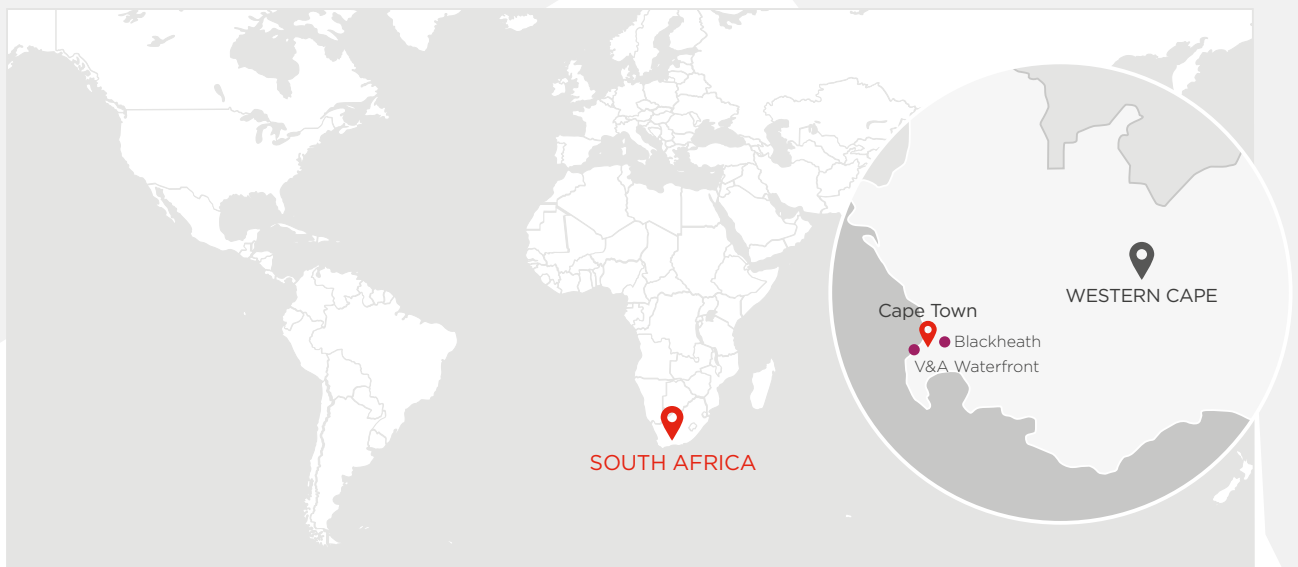 SOUTH AFRICA
WESTERN CAPE
Cape Town
Blackheath
V&A Waterfront